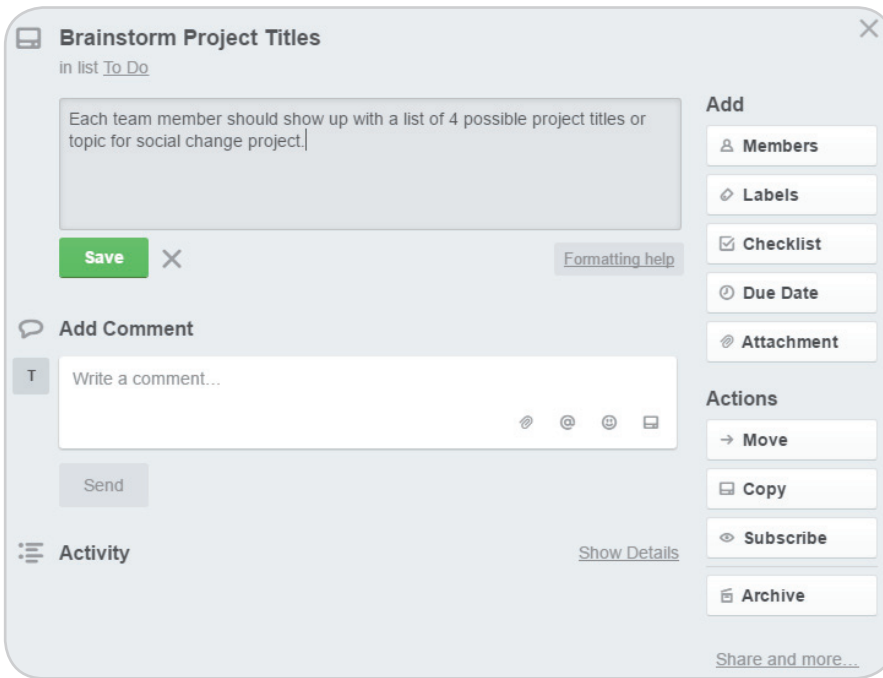 Brainstorm Project Titles
in list To Do
Each team member should show up with a list of 4 possible project titles or
topic for social change project.
Save
Formatting help
Add Comment
T
Write a comment...
@
Send
Activity
Show Details
Add
Members
Labels
Checklist
Due Date
Attachment
Actions
Move
Copy
Subscribe
Archive
Share and more...